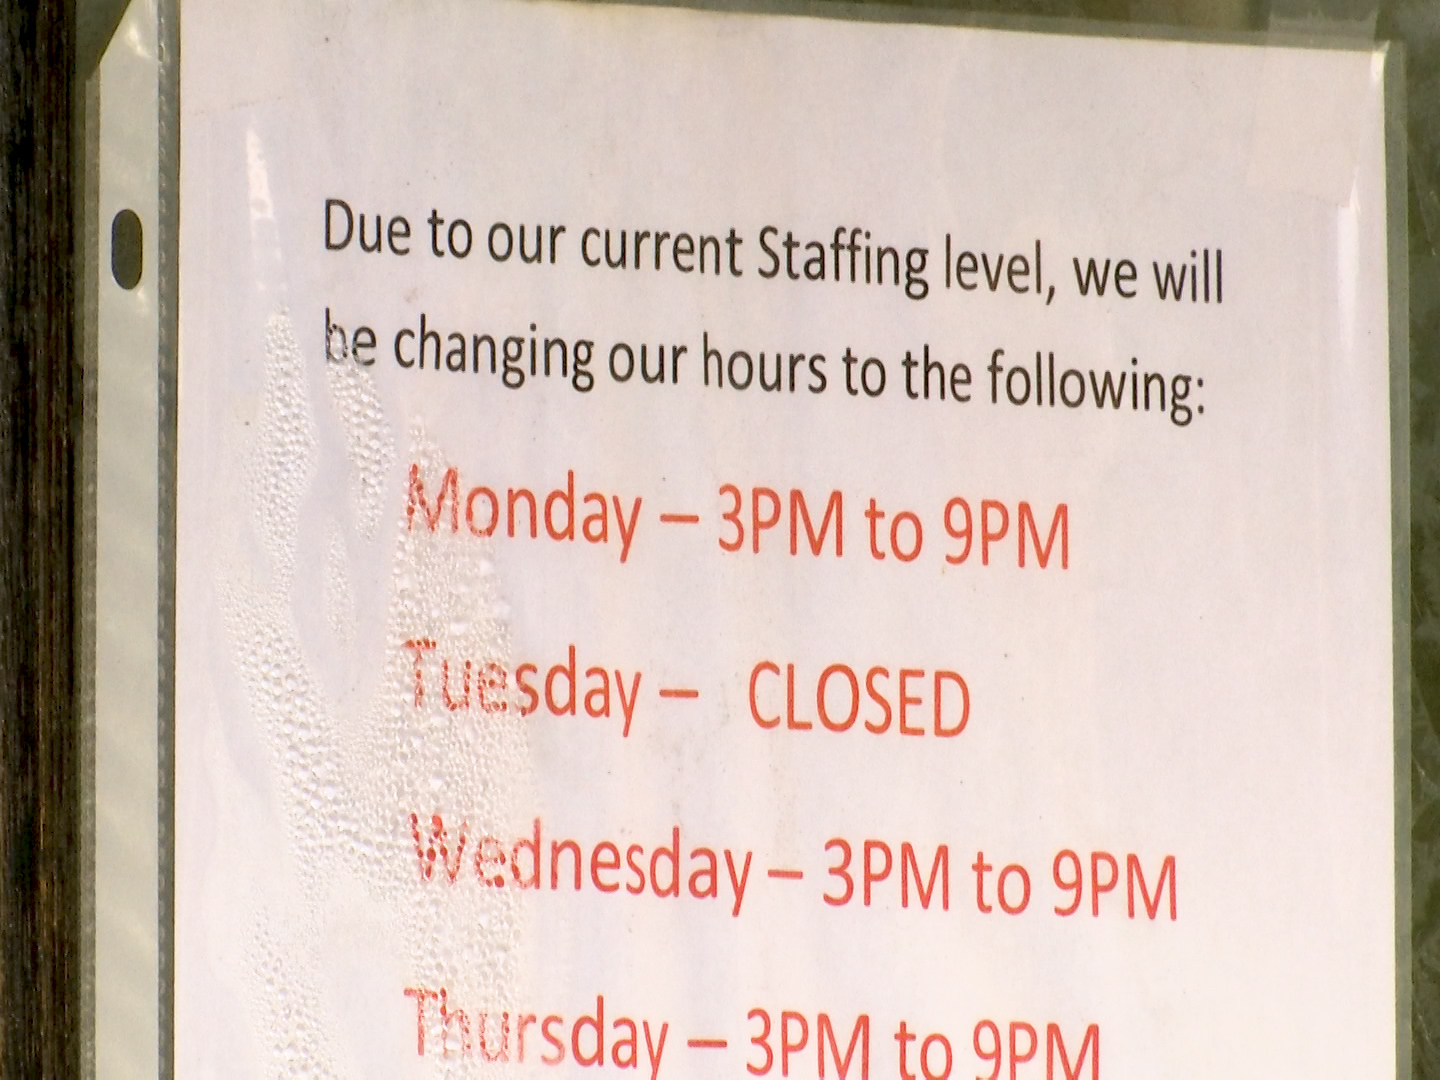 Due to our current Staffing level, we will
be changing our hours to the following:
Monday – 3PM to 9PM
Tuesday – CLOSED
Wednesday – 3PM to 9PM
Thursday – 3PM to 9PM